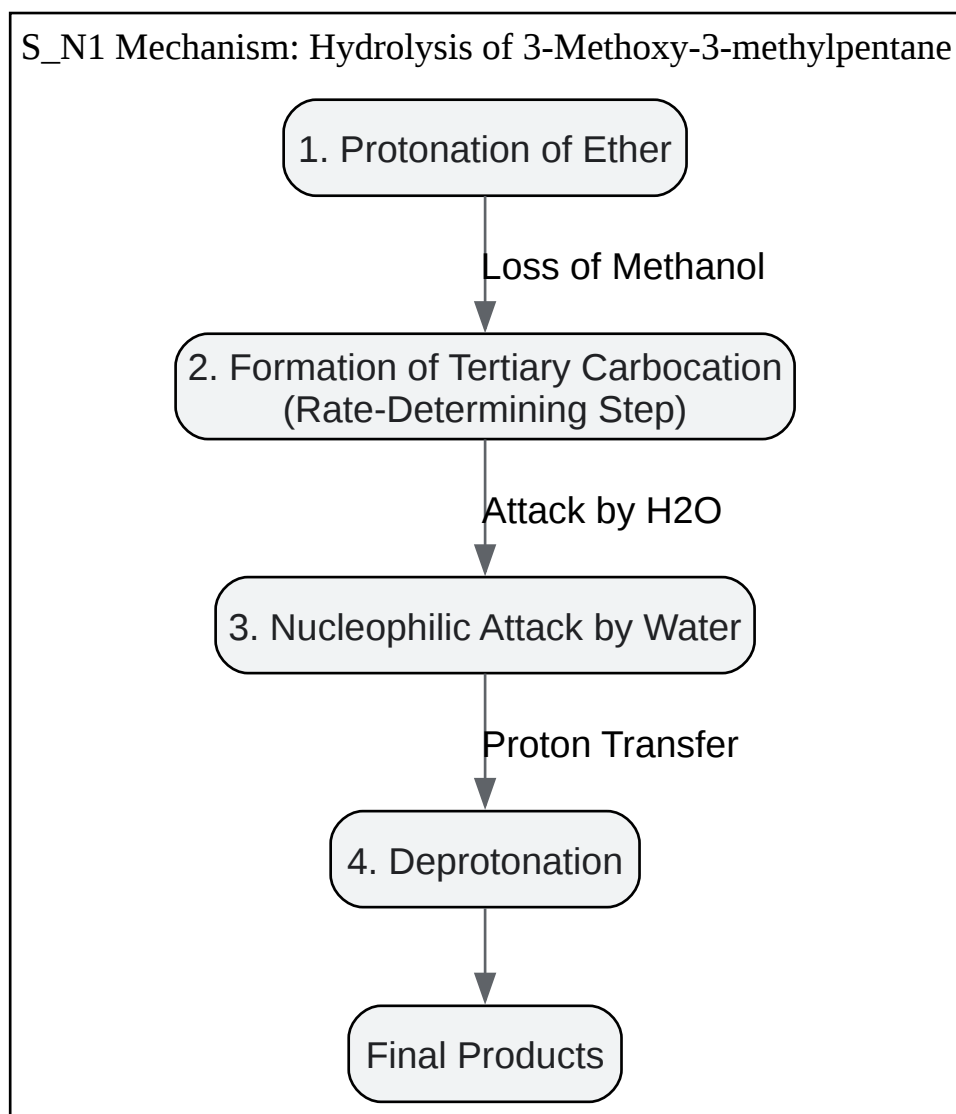 S_N1 Mechanism: Hydrolysis of 3-Methoxy-3-methylpentane
1. Protonation of Ether
Loss of Methanol
2. Formation of Tertiary Carbocation
(Rate-Determining Step)
Attack by H2O
3. Nucleophilic Attack by Water
Proton Transfer
4. Deprotonation
Final Products